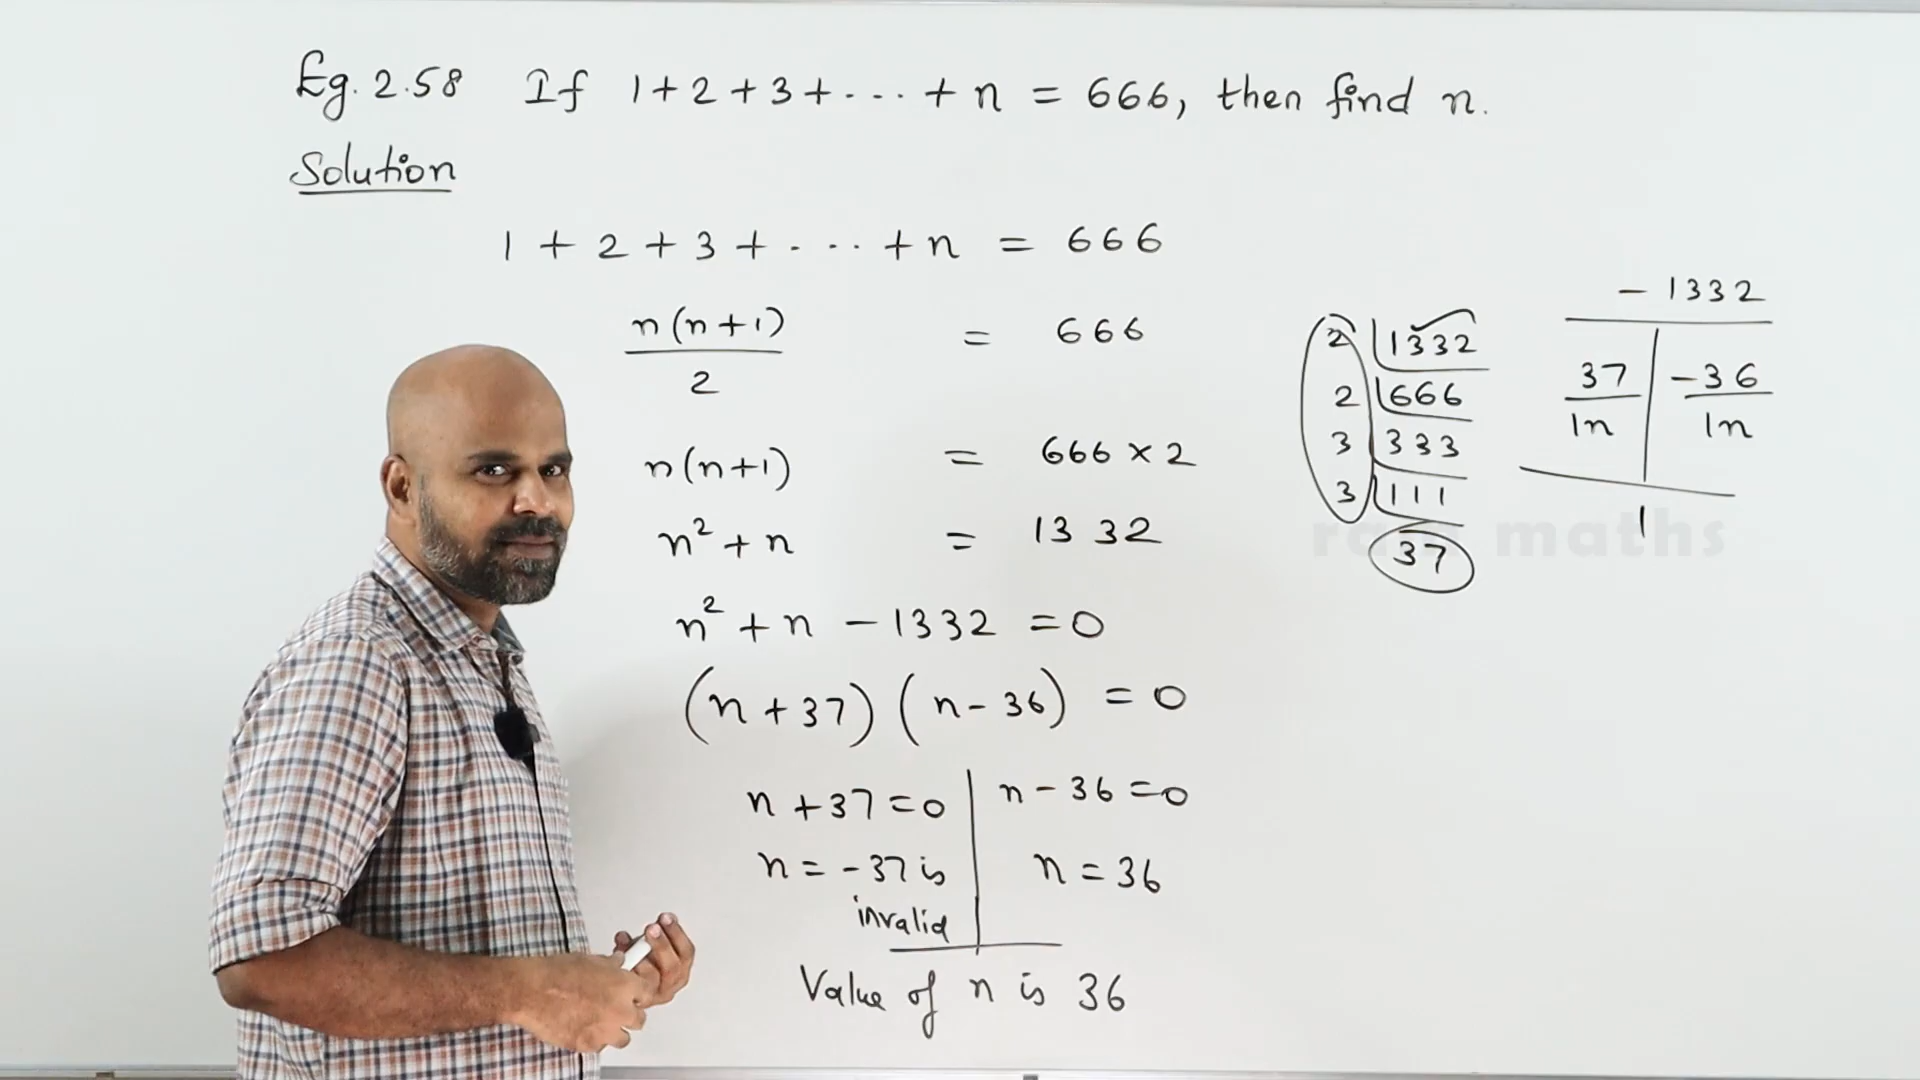 Eg. 2.58 If 1+2+3+...+n = 666, then find n.
Solution
1 + 2 + 3 + ... + n = 666
n(n+1)
2
= 666
n(n+1) = 666 × 2
n² + n = 1332
n² + n - 1332 = 0
(n + 37) (n - 36) = 0
n + 37 = 0
n = -37 is
invalid
n - 36 = 0
n = 36
Value of n is 36
2 1332
2 666
3 333
3 111
37
- 1332
37 -36
1n 1n
1
maths